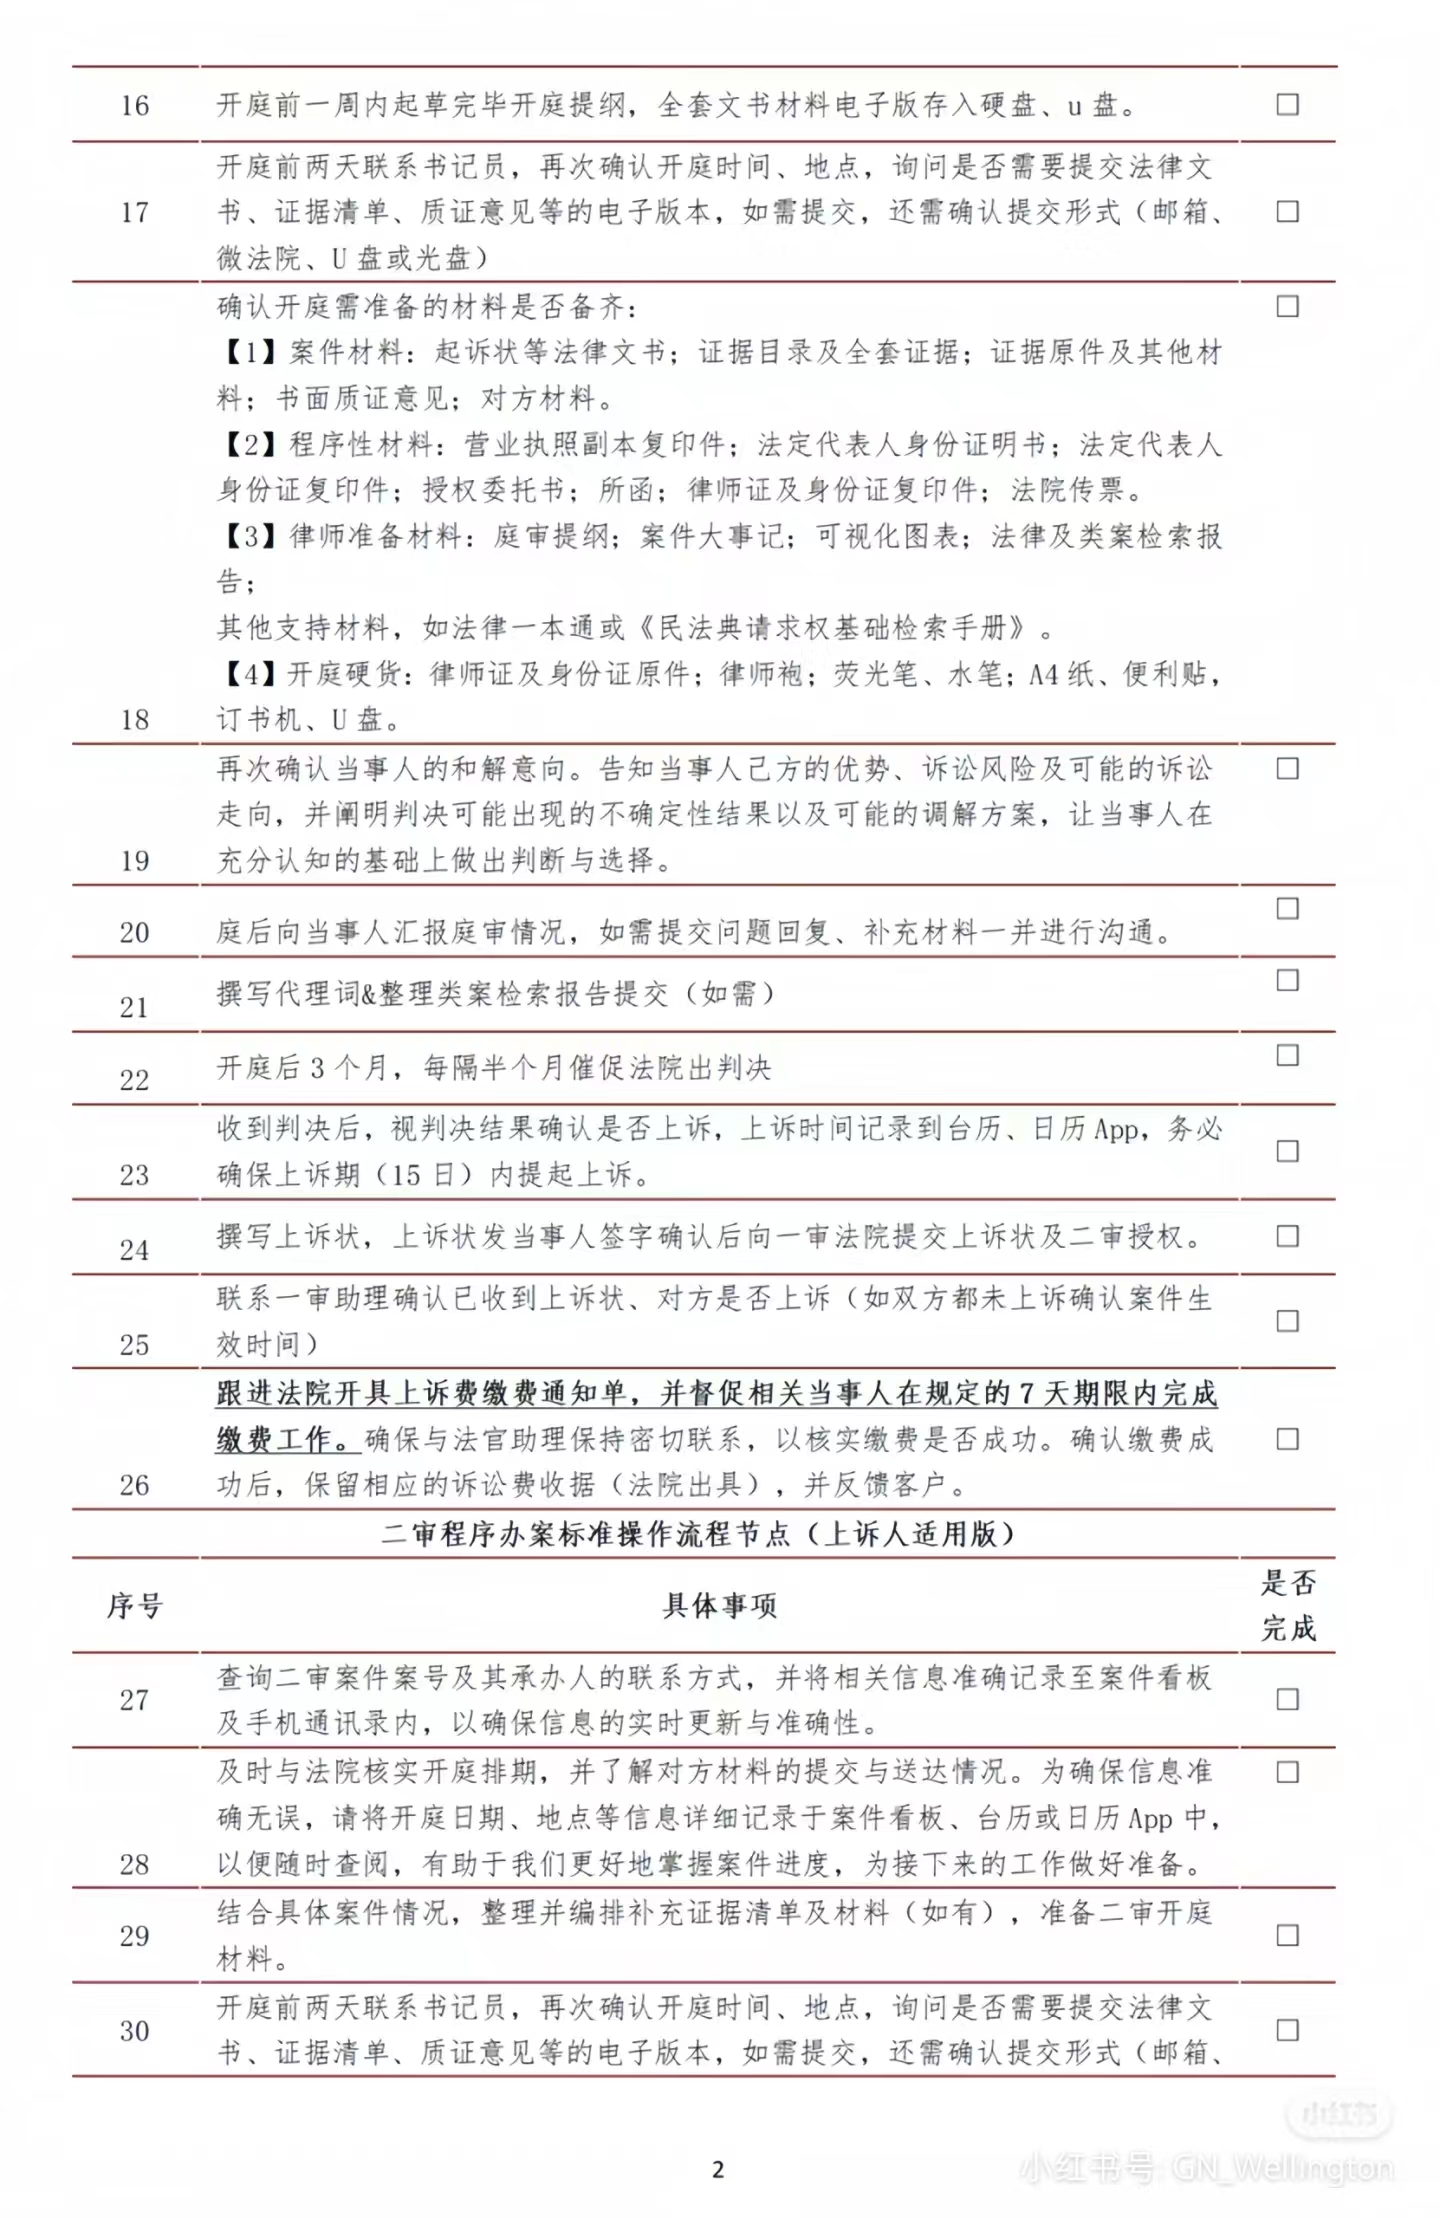 16 开庭前一周内起草完毕开庭提纲，全套文书材料电子版存入硬盘、u 盘。 □
开庭前两天联系书记员，再次确认开庭时间、地点，询问是否需要提交法律文
17 书、证据清单、质证意见等的电子版本，如需提交，还需确认提交形式（邮箱、 □
微法院、U 盘或光盘）
确认开庭需准备的材料是否备齐： □
【1】案件材料：起诉状等法律文书；证据目录及全套证据；证据原件及其他材
料；书面质证意见；对方材料。
【2】程序性材料：营业执照副本复印件；法定代表人身份证明书；法定代表人
身份证复印件；授权委托书；所函；律师证及身份证复印件；法院传票。
【3】律师准备材料：庭审提纲；案件大事记；可视化图表；法律及类案检索报
告；
其他支持材料，如法律一本通或《民法典请求权基础检索手册》。
【4】开庭硬货：律师证及身份证原件；律师袍；荧光笔、水笔；A4 纸、便利贴，
18 订书机、U 盘。
再次确认当事人的和解意向。告知当事人己方的优势、诉讼风险及可能的诉讼 □
走向，并阐明判决可能出现的不确定性结果以及可能的调解方案，让当事人在
19 充分认知的基础上做出判断与选择。
20 庭后向当事人汇报庭审情况，如需提交问题回复、补充材料一并进行沟通。 □
21 撰写代理词&整理类案检索报告提交（如需） □
22 开庭后 3 个月，每隔半个月催促法院出判决 □
收到判决后，视判决结果确认是否上诉，上诉时间记录到台历、日历 App，务必
23 确保上诉期（15 日）内提起上诉。 □
24 撰写上诉状，上诉状发当事人签字确认后向一审法院提交上诉状及二审授权。 □
联系一审助理确认已收到上诉状、对方是否上诉（如双方都未上诉确认案件生
25 效时间） □
跟进法院开具上诉费缴费通知单，并督促相关当事人在规定的 7 天期限内完成
缴费工作。确保与法官助理保持密切联系，以核实缴费是否成功。确认缴费成 □
26 功后，保留相应的诉讼费收据（法院出具），并反馈客户。
二审程序办案标准操作流程节点（上诉人适用版）
序号 具体事项 是否
完成
查询二审案件案号及其承办人的联系方式，并将相关信息准确记录至案件看板
27 及手机通讯录内，以确保信息的实时更新与准确性。 □
及时与法院核实开庭排期，并了解对方材料的提交与送达情况。为确保信息准 □
确无误，请将开庭日期、地点等信息详细记录于案件看板、台历或日历 App 中，
28 以便随时查阅，有助于我们更好地掌握案件进度，为接下来的工作做好准备。
结合具体案件情况，整理并编排补充证据清单及材料（如有），准备二审开庭
29 材料。 □
开庭前两天联系书记员，再次确认开庭时间、地点，询问是否需要提交法律文
30 书、证据清单、质证意见等的电子版本，如需提交，还需确认提交形式（邮箱、 □
小红书
2
小红书号: GN_Wellington